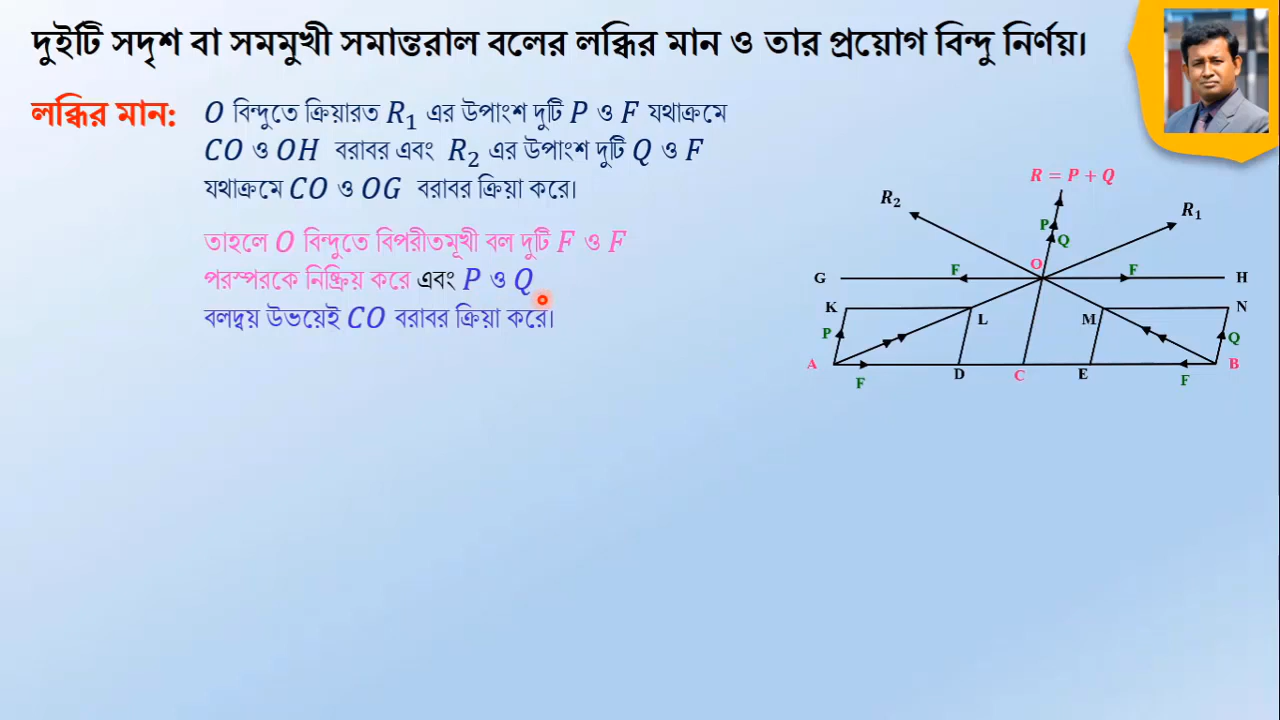 দুইটি সদৃশ বা সমমুখী সমান্তরাল বলের লব্ধির মান ও তার প্রয়োগ বিন্দু নির্ণয়।
লব্ধির মান: O বিন্দুতে ক্রিয়ারত R₁ এর উপাংশ দুটি P ও F যথাক্রমে
CO ও OH বরাবর এবং R₂ এর উপাংশ দুটি Q ও F
যথাক্রমে CO ও OG বরাবর ক্রিয়া করে।
তাহলে O বিন্দুতে বিপরীতমূখী বল দুটি F ও F
পরস্পরকে নিষ্ক্রিয় করে এবং P ও Q
বলদ্বয় উভয়েই CO বরাবর ক্রিয়া করে।
R = P + Q
R₂ R₁
P
Q
G F O F H
K L M N
P Q
A D C E B
F F